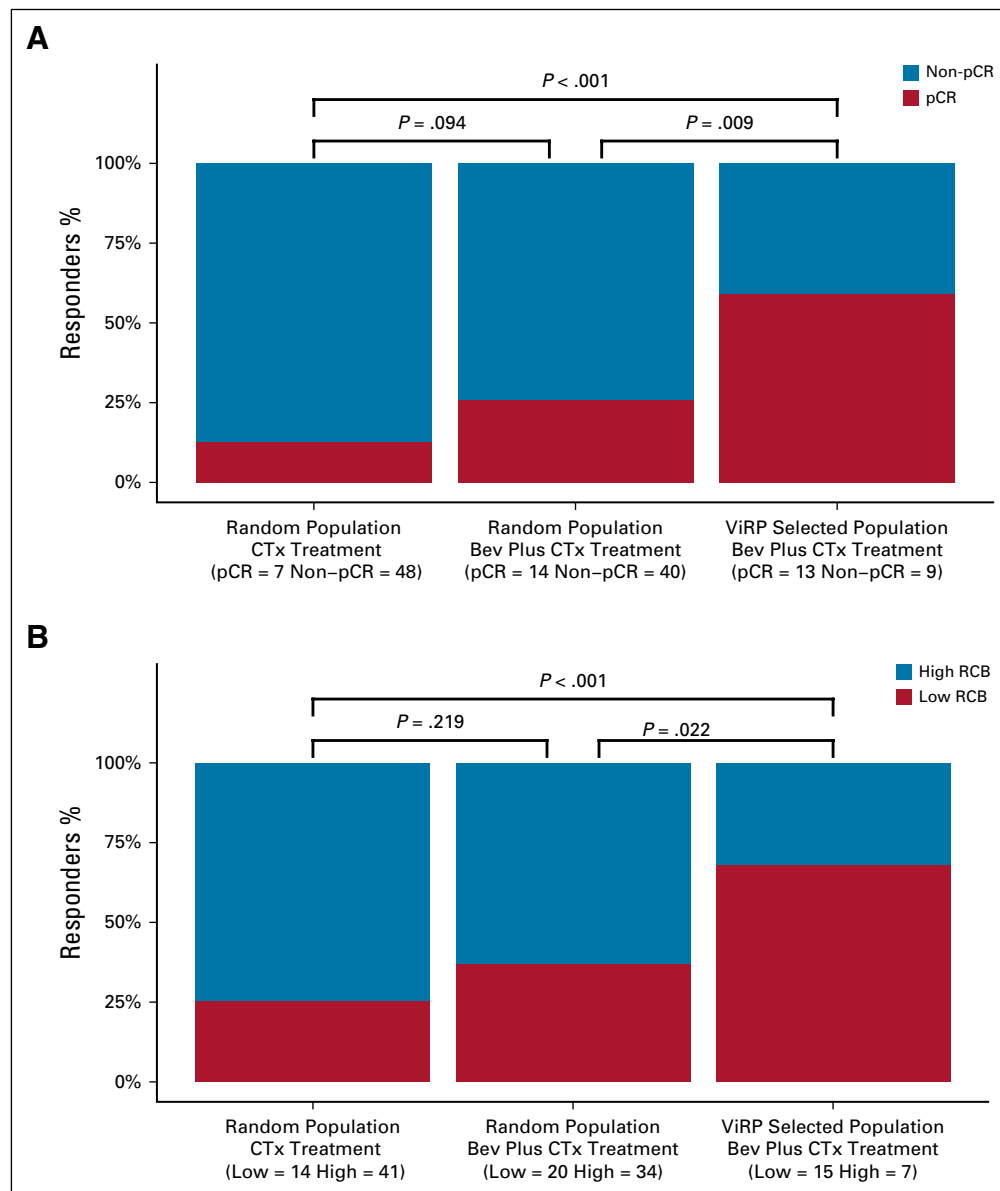 A
Non-pCR
pCR
P < .001
P = .094
P = .009
100%
75%
50%
25%
0%
Responders %
Random Population
CTx Treatment
(pCR = 7 Non–pCR = 48)
Random Population
Bev Plus CTx Treatment
(pCR = 14 Non–pCR = 40)
ViRP Selected Population
Bev Plus CTx Treatment
(pCR = 13 Non–pCR = 9)
B
High RCB
Low RCB
P < .001
P = .219
P = .022
100%
75%
50%
25%
0%
Responders %
Random Population
CTx Treatment
(Low = 14 High = 41)
Random Population
Bev Plus CTx Treatment
(Low = 20 High = 34)
ViRP Selected Population
Bev Plus CTx Treatment
(Low = 15 High = 7)